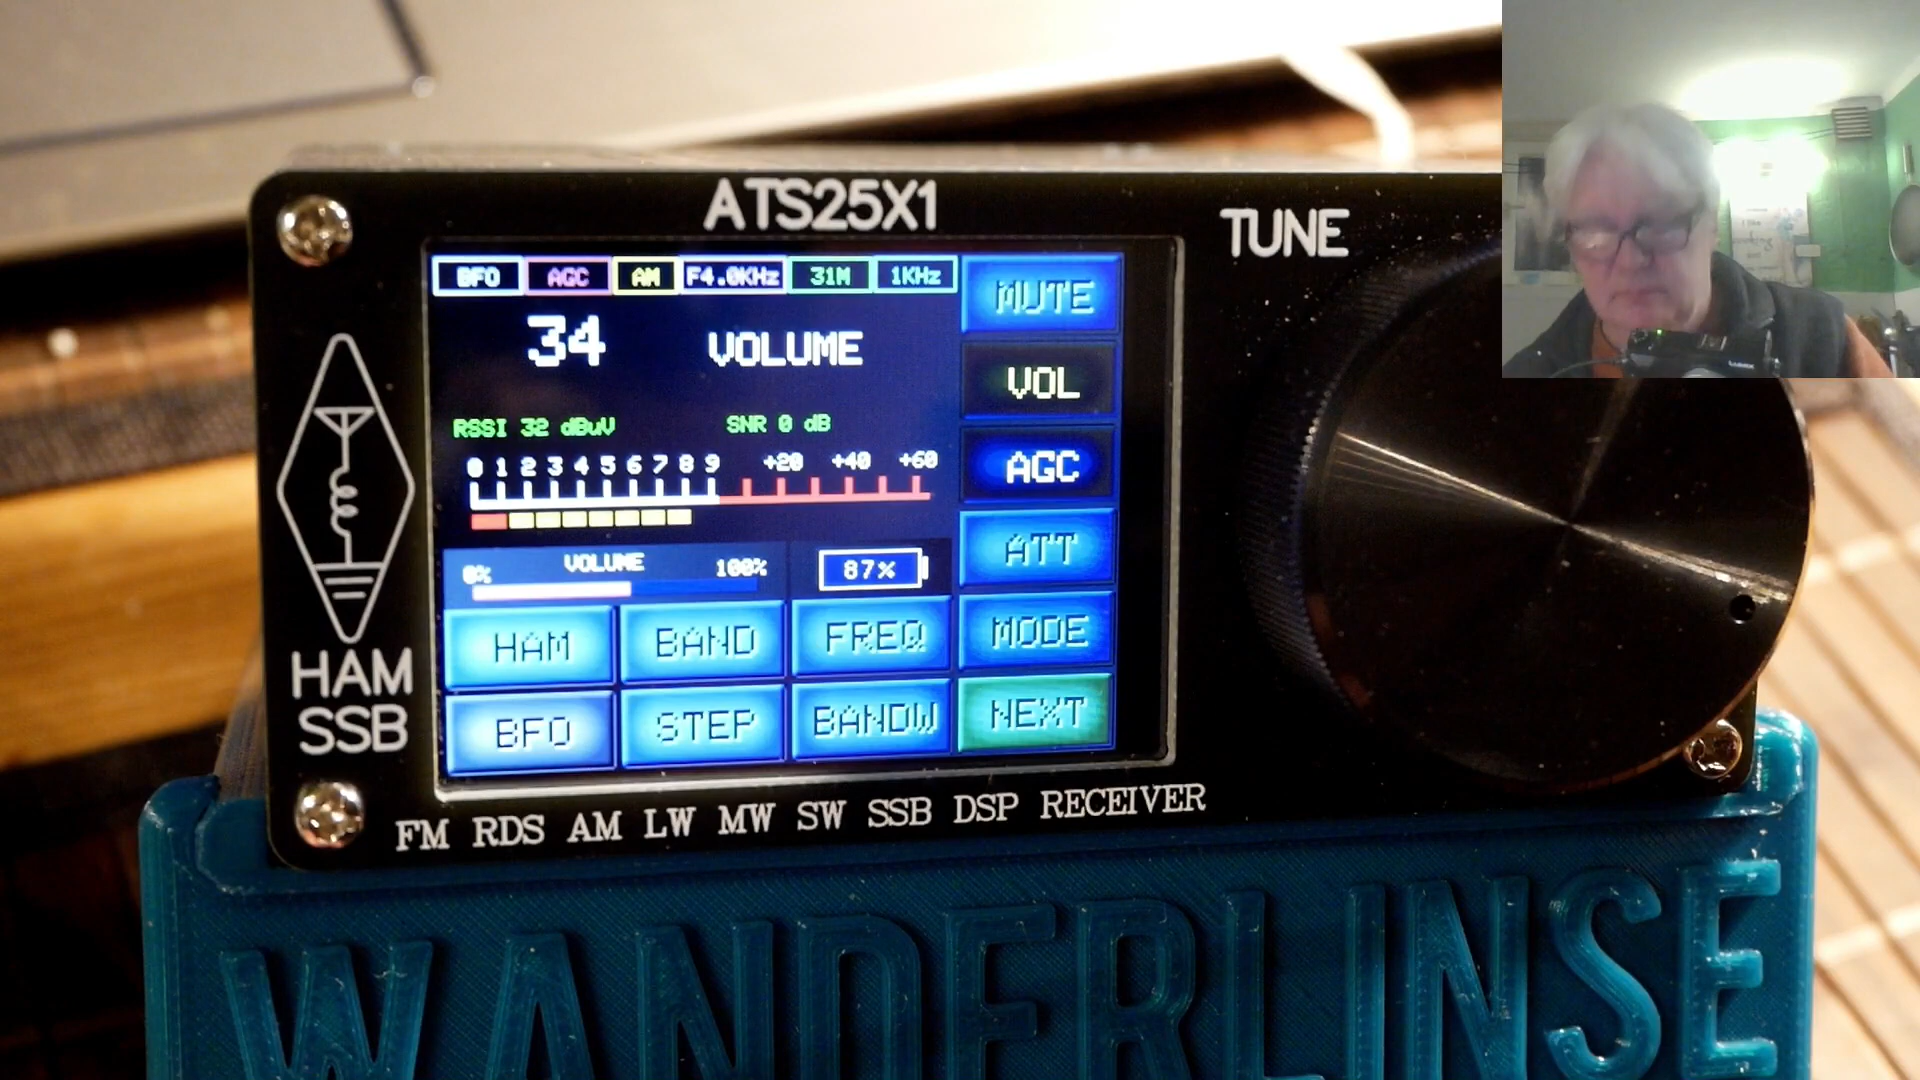 ATS25X1
TUNE
BFO AGC AM F4.0KHz 31M 1KHz
MUTE
34 VOLUME
VOL
RSSI 32 dBuV SNR 0 dB
AGC
0 1 2 3 4 5 6 7 8 9 +20 +40 +60
ATT
VOLUME
0% 100% 87%
HAM BAND FREQ MODE
BFO STEP BANDW NEXT
HAM
SSB
FM RDS AM LW MW SW SSB DSP RECEIVER
WANDERLINSE